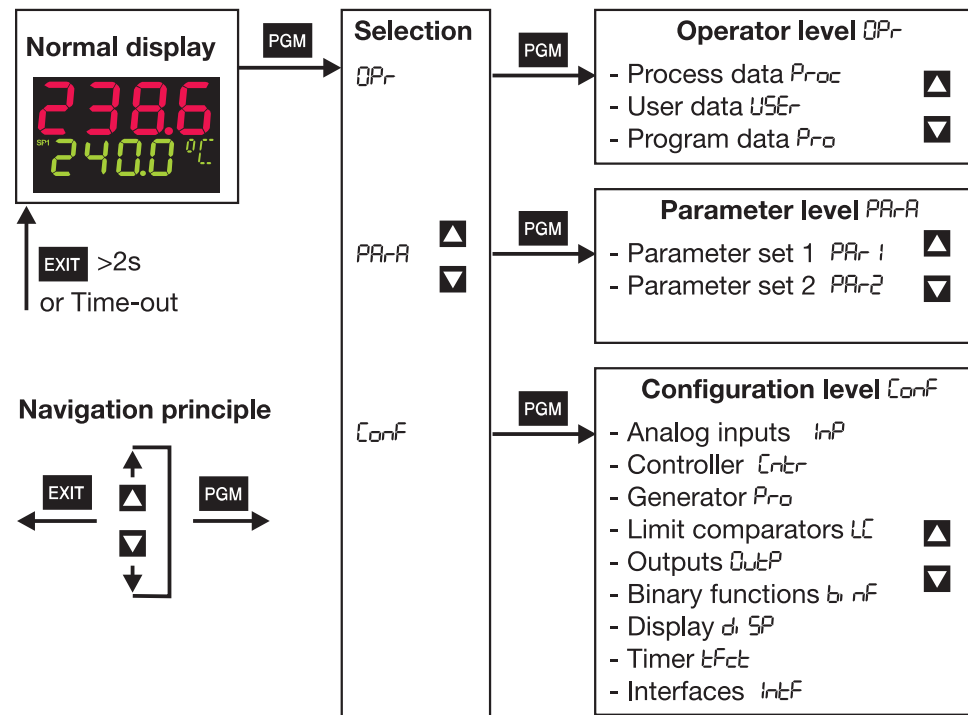 Normal display
238.6
SP1 240.0 °C
PGM
EXIT >2s
or Time-out
Navigation principle
EXIT
PGM
Selection
OPr
PArA
ConF
PGM
Operator level OPr
- Process data Proc
- User data USEr
- Program data Pro
PGM
Parameter level PArA
- Parameter set 1 PAr1
- Parameter set 2 PAr2
PGM
Configuration level ConF
- Analog inputs InP
- Controller Cntr
- Generator Pro
- Limit comparators LC
- Outputs OutP
- Binary functions binF
- Display diSP
- Timer tFct
- Interfaces IntF